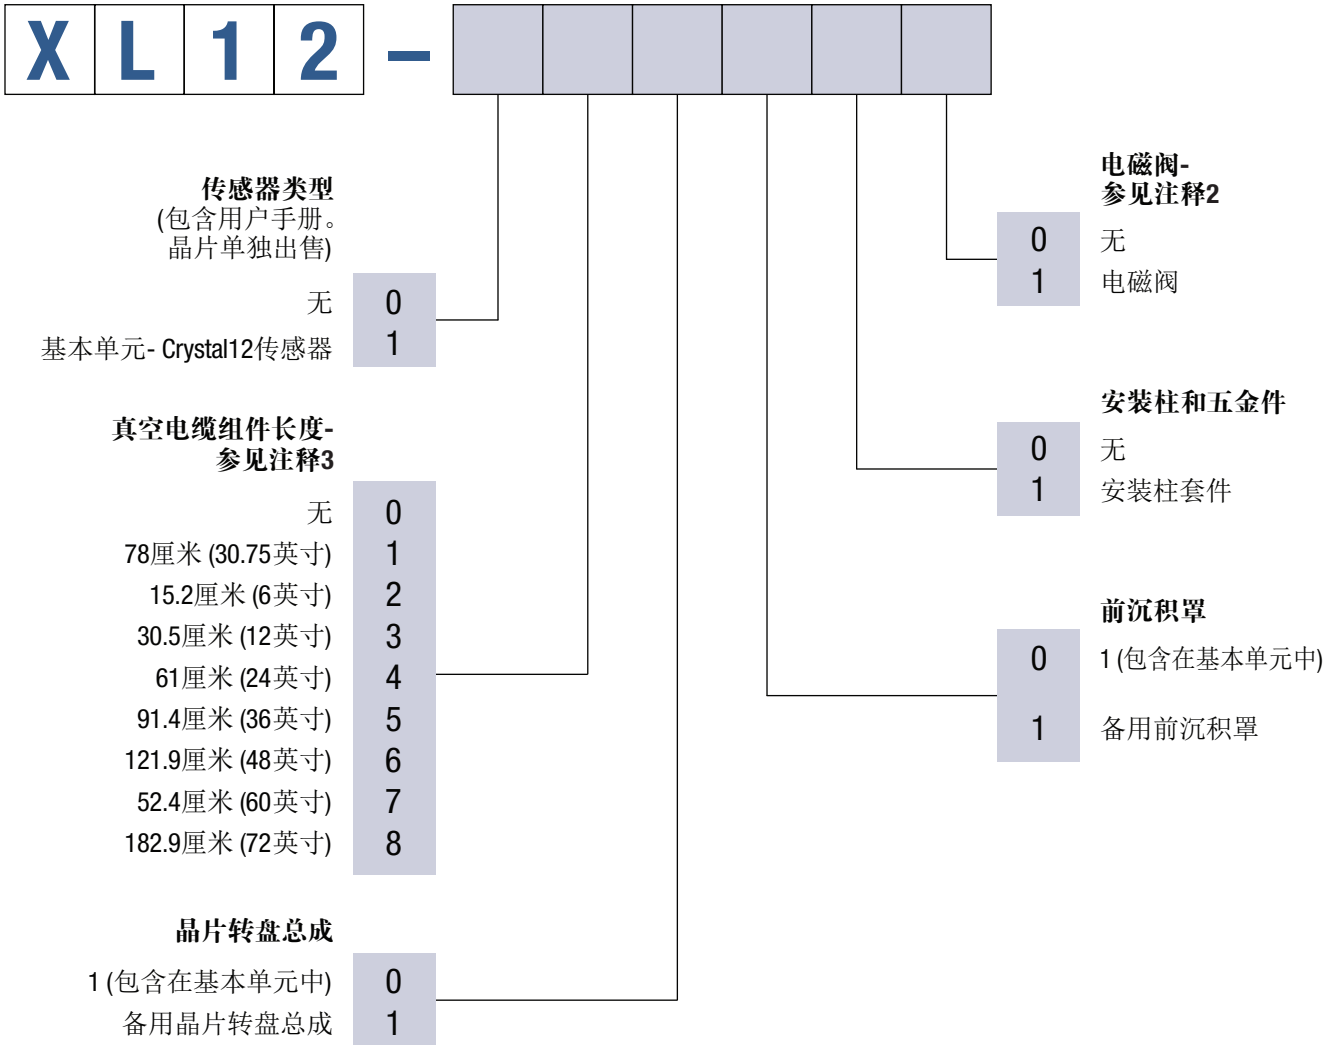 XL12-
传感器类型
(包含用户手册。
晶片单独出售)
无 0
基本单元- Crystal12传感器 1
真空电缆组件长度-
参见注释3
无 0
78厘米 (30.75英寸) 1
15.2厘米 (6英寸) 2
30.5厘米 (12英寸) 3
61厘米 (24英寸) 4
91.4厘米 (36英寸) 5
121.9厘米 (48英寸) 6
52.4厘米 (60英寸) 7
182.9厘米 (72英寸) 8
晶片转盘总成
1 (包含在基本单元中) 0
备用晶片转盘总成 1
电磁阀-
参见注释2
0 无
1 电磁阀
安装柱和五金件
0 无
1 安装柱套件
前沉积罩
0 1 (包含在基本单元中)
1 备用前沉积罩